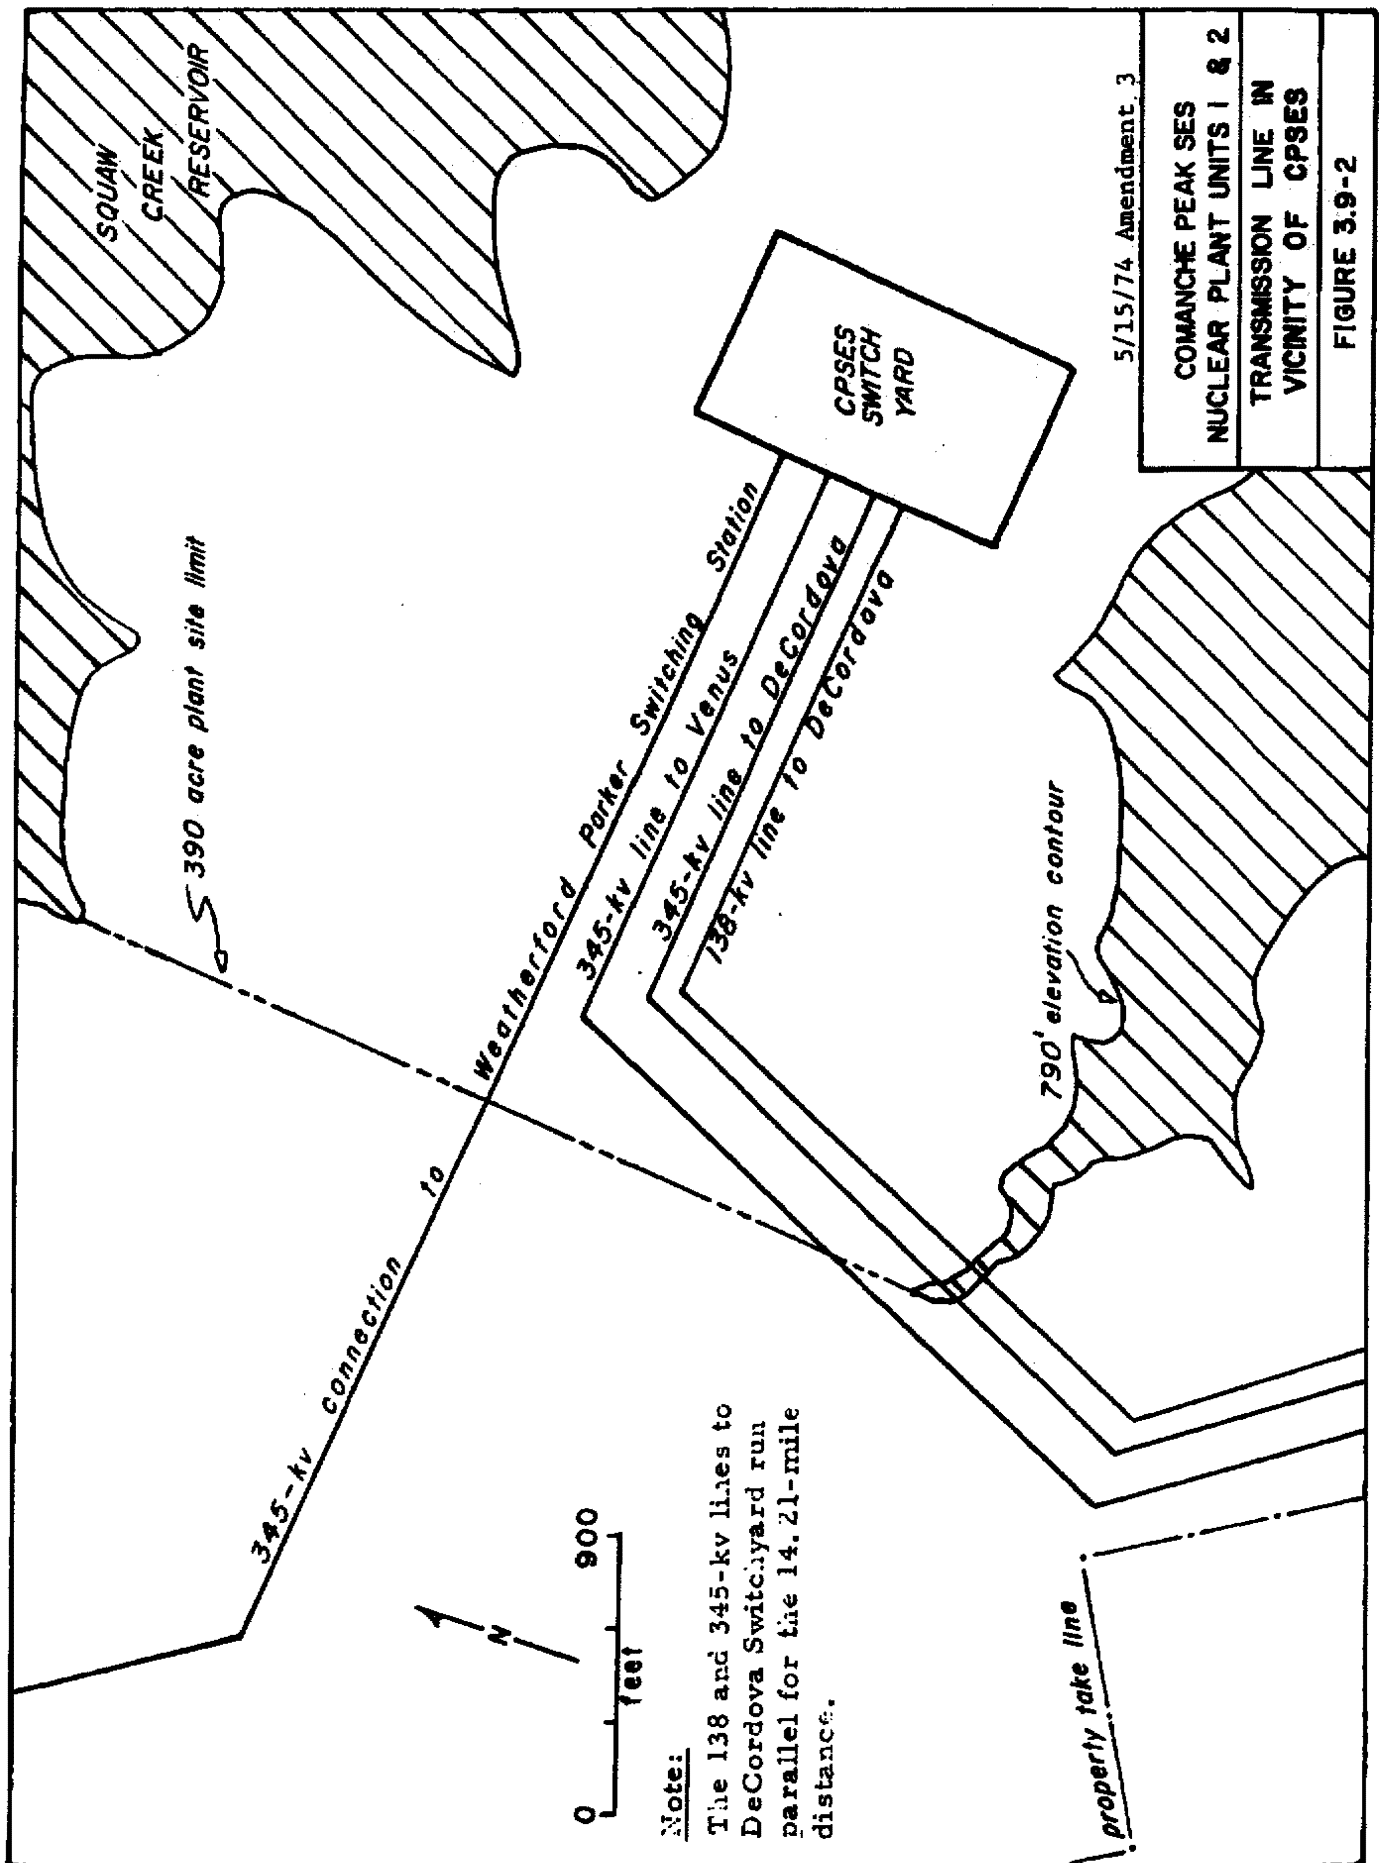 SQUAW
CREEK
RESERVOIR
390 acre plant site limit
345-kv connection to Weatherford Parker Switching Station
345-kv line to Venus
345-kv line to DeCordova
138-kv line to DeCordova
CPSES
SWITCH
YARD
790' elevation contour
N
0 900
feet
Note:
The 138 and 345-kv lines to
DeCordova Switchyard run
parallel for the 14.21-mile
distance.
property take line
5/15/74 Amendment 3
COMANCHE PEAK SES
NUCLEAR PLANT UNITS 1 & 2
TRANSMISSION LINE IN
VICINITY OF CPSES
FIGURE 3.9-2